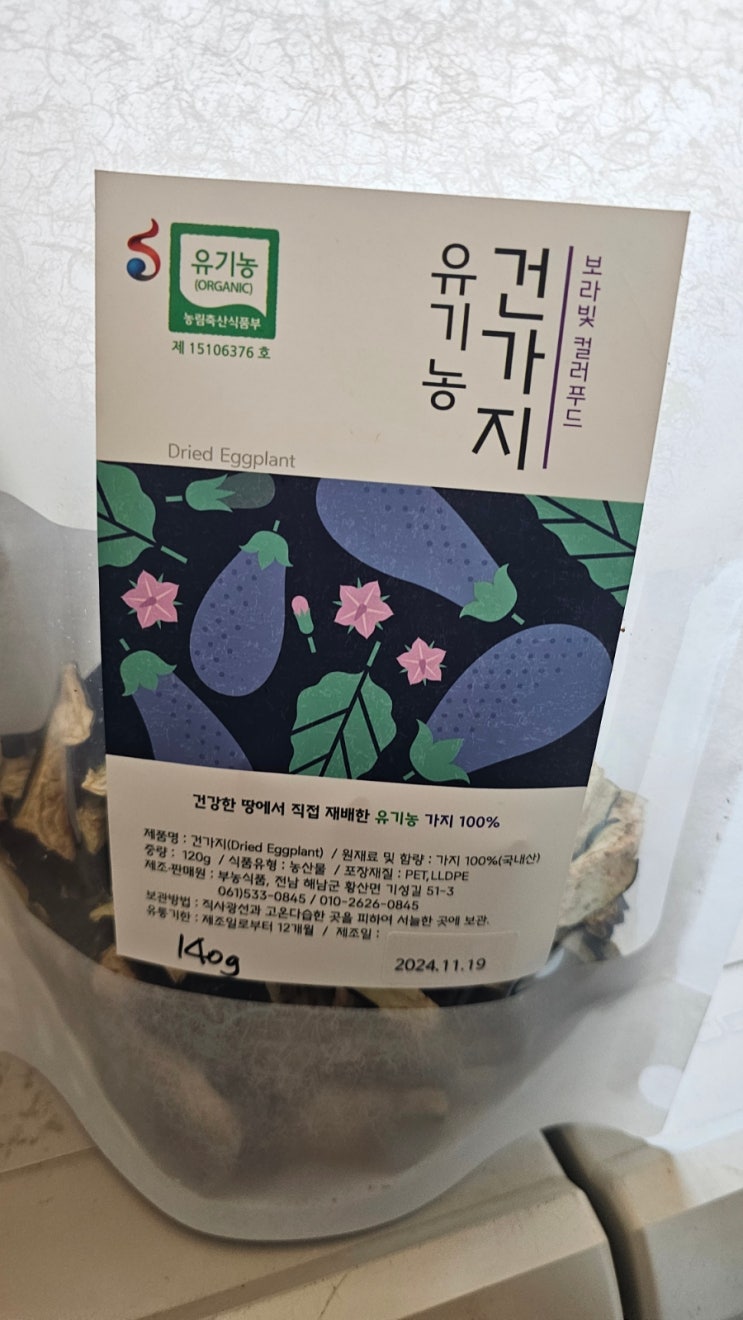 유기농
(ORGANIC)
농림축산식품부
제 15106376 호
보라빛 컬러푸드
건가지
유기농
Dried Eggplant
건강한 땅에서 직접 재배한 유기농 가지 100%
제품명 : 건가지(Dried Eggplant) / 원재료 및 함량 : 가지 100%(국내산)
중량 : 120g / 식품유형 : 농산물 / 포장재질 : PET,LLDPE
제조·판매원 : 부농식품, 전남 해남군 황산면 기성길 51-3
061)533-0845 / 010-2626-0845
보관방법 : 직사광선과 고온다습한 곳을 피하여 서늘한 곳에 보관.
유통기한 : 제조일로부터 12개월 / 제조일 :
140g
2024.11.19